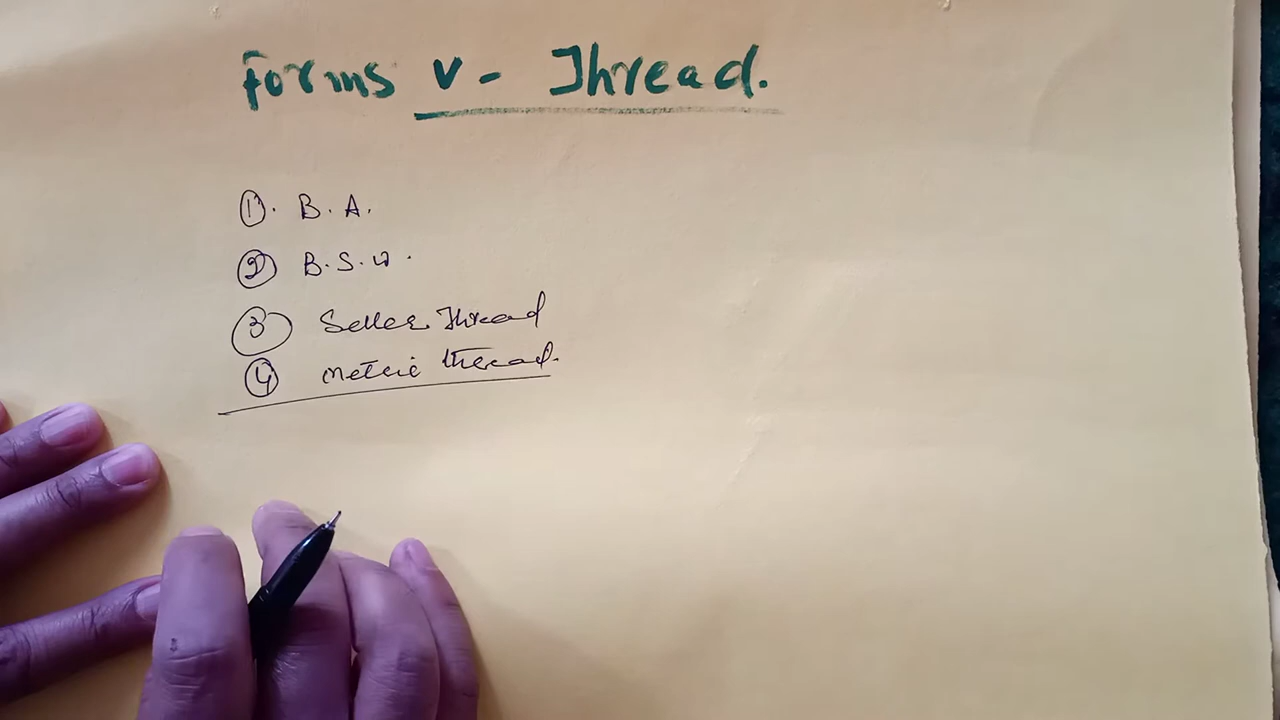 Forms V - Thread.
① . B . A .
② B . S . W .
③ Seller Thread
④ metric thread .